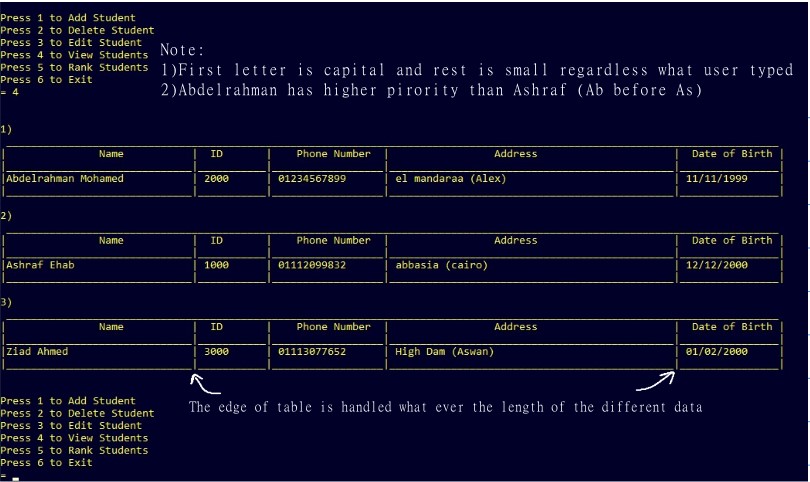 Press 1 to Add Student
Press 2 to Delete Student
Press 3 to Edit Student
Press 4 to View Students
Press 5 to Rank Students
Press 6 to Exit
= 4
Note:
1)First letter is capital and rest is small regardless what user typed
2)Abdelrahman has higher pirority than Ashraf (Ab before As)
1)
Name ID Phone Number Address Date of Birth
Abdelrahman Mohamed 2000 01234567899 el mandaraa (Alex) 11/11/1999
2)
Name ID Phone Number Address Date of Birth
Ashraf Ehab 1000 01112099832 abbasia (cairo) 12/12/2000
3)
Name ID Phone Number Address Date of Birth
Ziad Ahmed 3000 01113077652 High Dam (Aswan) 01/02/2000
The edge of table is handled what ever the length of the different data
Press 1 to Add Student
Press 2 to Delete Student
Press 3 to Edit Student
Press 4 to View Students
Press 5 to Rank Students
Press 6 to Exit
=